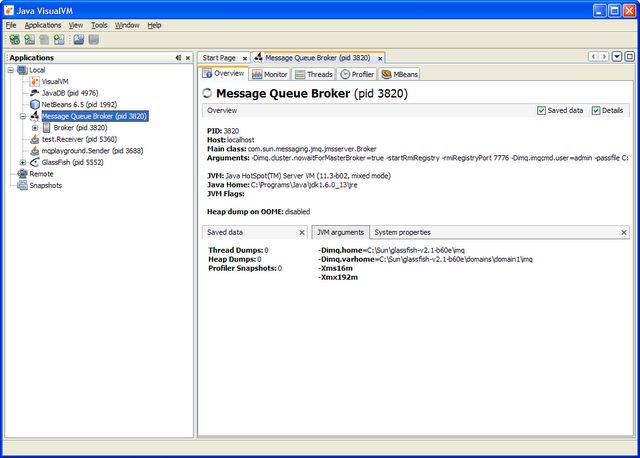 Java VisualVM
File Applications View Tools Window Help
Applications
Start Page
Message Queue Broker (pid 3820)
Local
VisualVM
JavaDB (pid 4976)
NetBeans 6.5 (pid 1992)
Message Queue Broker (pid 3820)
Broker (pid 3820)
test.Receiver (pid 5360)
mqplayground.Sender (pid 3688)
GlassFish (pid 5552)
Remote
Snapshots
Overview Monitor Threads Profiler MBeans
Message Queue Broker (pid 3820)
Overview
Saved data Details
PID: 3820
Host: localhost
Main class: com.sun.messaging.jmq.jmsserver.Broker
Arguments: -Dimq.cluster.nowaitForMasterBroker=true -startRmiRegistry -rmiRegistryPort 7776 -Dimqcmd.user=admin -passfile C:
JVM: Java HotSpot(TM) Server VM (11.3-b02, mixed mode)
Java Home: C:\Programs\Java\jdk1.6.0_13\jre
JVM Flags:
Heap dump on OOME: disabled
Saved data
JVM arguments System properties
Thread Dumps: 0
Heap Dumps: 0
Profiler Snapshots: 0
-Dimq.home=C:\Sun\glassfish-v2.1-b60e\imq
-Dimq.varhome=C:\Sun\glassfish-v2.1-b60e\domains\domain1\imq
-Xms16m
-Xmx192m